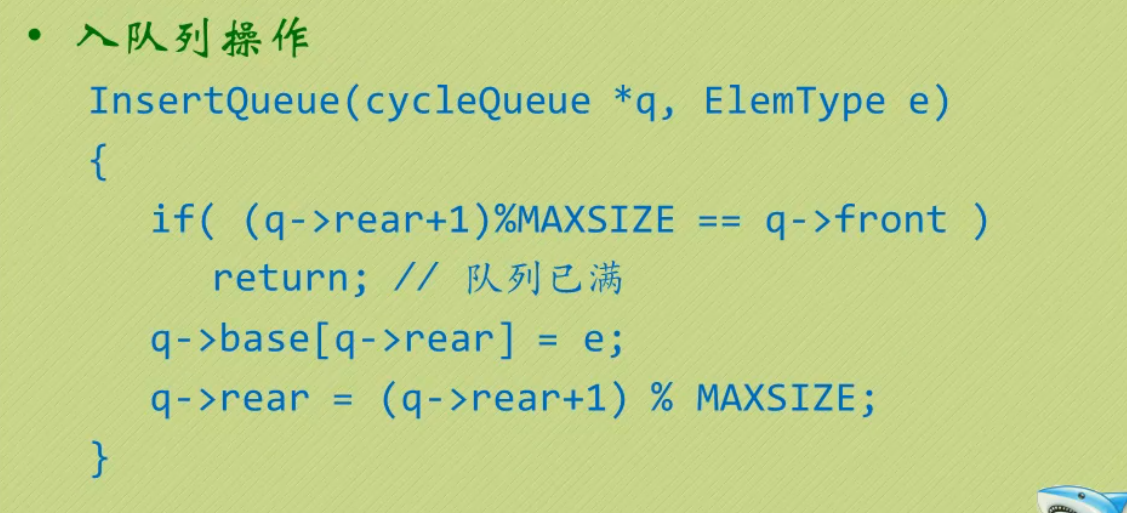 • 入队列操作
InsertQueue(cycleQueue *q, ElemType e)
{
if( (q->rear+1)%MAXSIZE == q->front )
return; // 队列已满
q->base[q->rear] = e;
q->rear = (q->rear+1) % MAXSIZE;
}